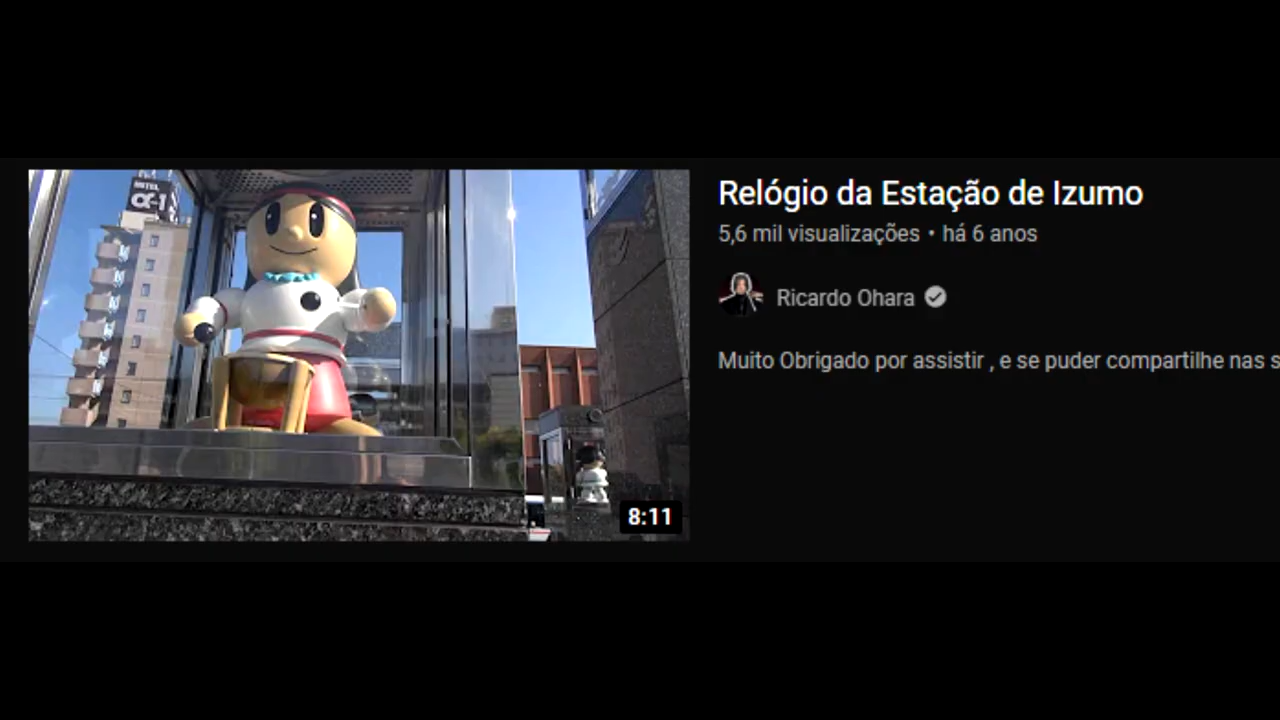 HOTEL
α-1
8:11
Relógio da Estação de Izumo
5,6 mil visualizações • há 6 anos
Ricardo Ohara
Muito Obrigado por assistir , e se puder compartilhe nas s